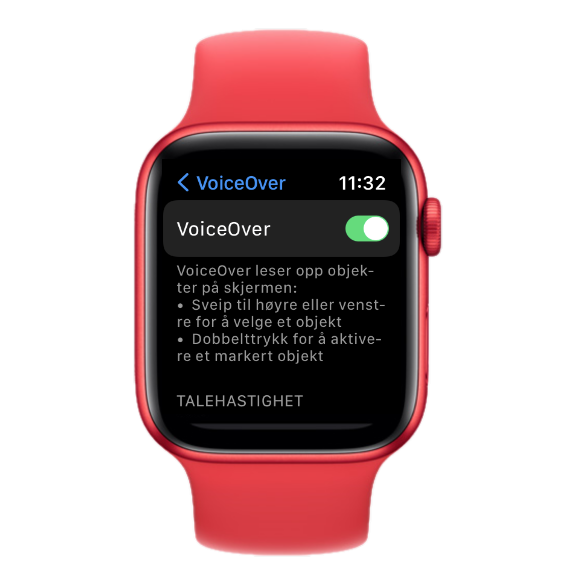 VoiceOver 11:32
VoiceOver
VoiceOver leser opp objek-
ter på skjermen:
• Sveip til høyre eller venst-
re for å velge et objekt
• Dobbelttrykk for å aktive-
re et markert objekt
TALEHASTIGHET